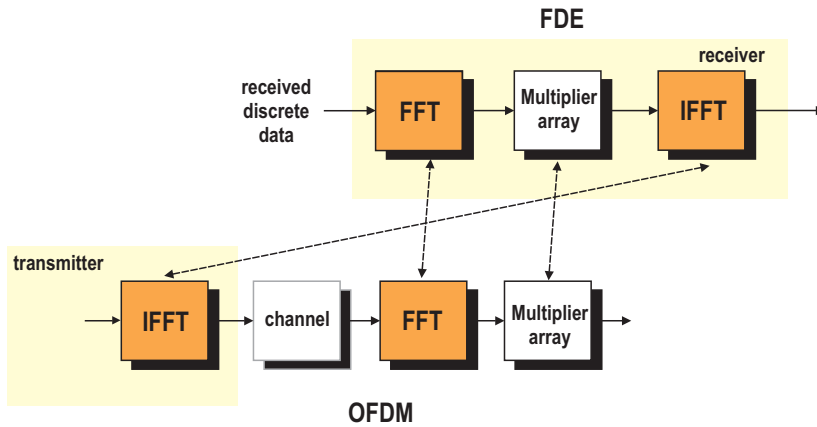 FDE
receiver
received
discrete
data
FFT
Multiplier
array
IFFT
transmitter
IFFT
channel
FFT
Multiplier
array
OFDM